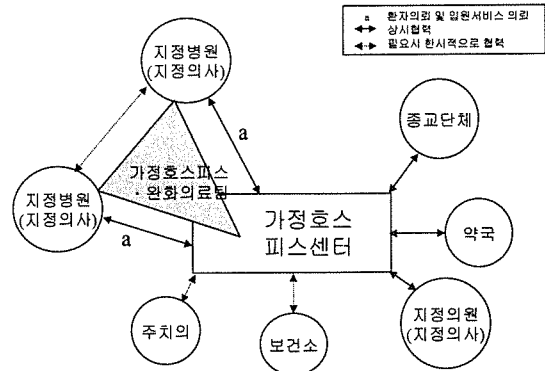 a 환자의뢰 및 입원서비스 의뢰
상시협력
필요시 한시적으로 협력
지정병원
(지정의사)
a
종교단체
가정호스피스
· 완화의료팀
지정병원
(지정의사)
a
가정호스
피스센터
약국
주치의
보건소
지정의원
(지정의사)